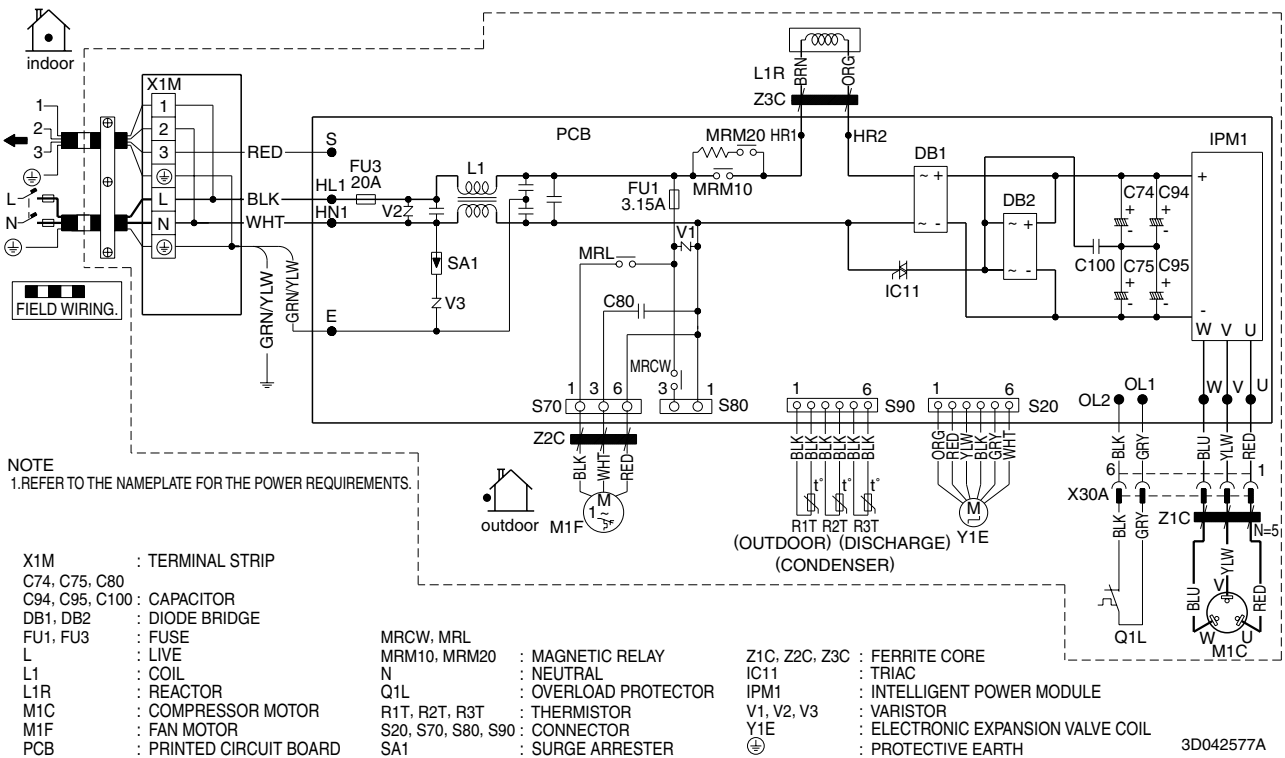 indoor
X1M
1
2
3
1
2
3
L
N
L
N
RED
BLK
WHT
GRN/YLW
GRN/YLW
FIELD WIRING.
PCB
S
HL1
HN1
E
FU3
20A
V2
L1
SA1
V3
L1R
BRN
ORG
Z3C
HR1
HR2
MRM20
MRM10
FU1
3.15A
V1
MRL
C80
MRCW
DB1
~ +
~ -
DB2
~ +
~ -
IC11
C100
C74
C94
C75
C95
+
-
+
-
+
-
+
-
IPM1
+
-
W V U
1 3 6
S70
3 1
S80
1 6
S90
1 6
S20
OL2
OL1
W
V
U
Z2C
BLK
WHT
RED
M
1~
M1F
outdoor
BLK
BLK
BLK
BLK
BLK
BLK
t°
t°
t°
R1T R2T R3T
(OUTDOOR) (DISCHARGE)
(CONDENSER)
ORG
RED
YLW
BLK
GRY
WHT
M
Y1E
BLK
GRY
BLU
YLW
RED
6
1
X30A
Z1C
N=5
BLK
GRY
Q1L
BLU
YLW
RED
V
W
U
M1C
NOTE
1.REFER TO THE NAMEPLATE FOR THE POWER REQUIREMENTS.
X1M : TERMINAL STRIP
C74, C75, C80
C94, C95, C100 : CAPACITOR
DB1, DB2 : DIODE BRIDGE
FU1, FU3 : FUSE
L : LIVE
L1 : COIL
L1R : REACTOR
M1C : COMPRESSOR MOTOR
M1F : FAN MOTOR
PCB : PRINTED CIRCUIT BOARD
MRCW, MRL
MRM10, MRM20 : MAGNETIC RELAY
N : NEUTRAL
Q1L : OVERLOAD PROTECTOR
R1T, R2T, R3T : THERMISTOR
S20, S70, S80, S90 : CONNECTOR
SA1 : SURGE ARRESTER
Z1C, Z2C, Z3C : FERRITE CORE
IC11 : TRIAC
IPM1 : INTELLIGENT POWER MODULE
V1, V2, V3 : VARISTOR
Y1E : ELECTRONIC EXPANSION VALVE COIL
: PROTECTIVE EARTH
3D042577A